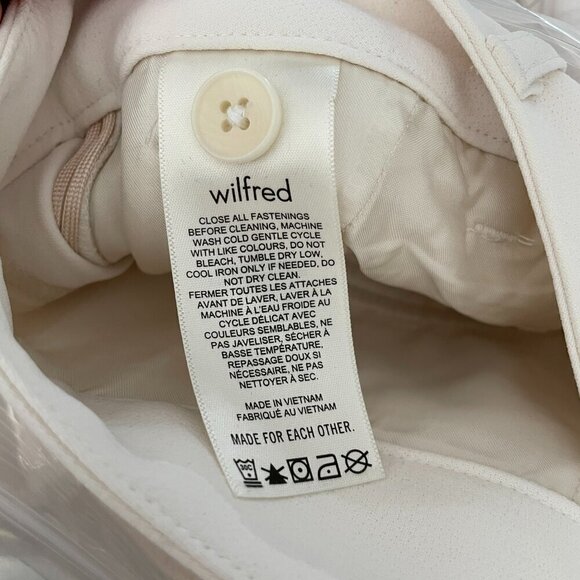 wilfred
CLOSE ALL FASTENINGS
BEFORE CLEANING, MACHINE
WASH COLD GENTLE CYCLE
WITH LIKE COLOURS, DO NOT
BLEACH, TUMBLE DRY LOW,
COOL IRON ONLY IF NEEDED, DO
NOT DRY CLEAN.
FERMER TOUTES LES ATTACHES
AVANT DE LAVER, LAVER À LA
MACHINE À L'EAU FROIDE AU
CYCLE DÉLICAT AVEC
COULEURS SEMBLABLES, NE
PAS JAVELISER, SÉCHER À
BASSE TEMPÉRATURE,
REPASSAGE DOUX SI
NÉCESSAIRE, NE PAS
NETTOYER À SEC.
MADE IN VIETNAM
FABRIQUÉ AU VIETNAM
MADE FOR EACH OTHER.
30C